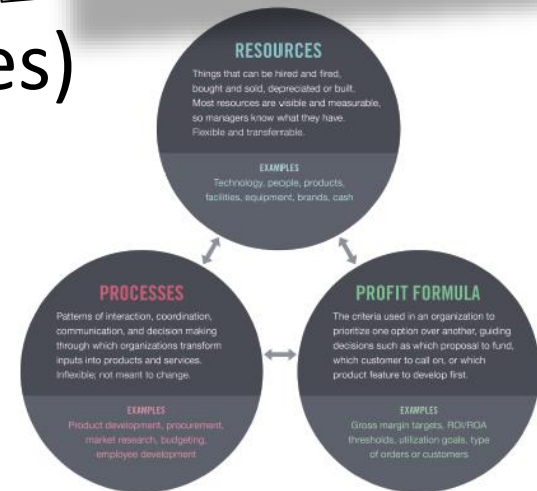 es)
RESOURCES
Things that can be hired and fired,
bought and sold, depreciated or built.
Most resources are visible and measurable,
so managers know what they have.
Flexible and transferrable.
EXAMPLES
Technology, people, products,
facilities, equipment, brands, cash
PROCESSES
Patterns of interaction, coordination,
communication, and decision making
through which organizations transform
inputs into products and services.
Inflexible; not meant to change.
EXAMPLES
Product development, procurement,
market research, budgeting,
employee development
PROFIT FORMULA
The criteria used in an organization to
prioritize one option over another, guiding
decisions such as which proposal to fund,
which customer to call on, or which
product feature to develop first.
EXAMPLES
Gross margin targets, ROI/ROA
thresholds, utilization goals, type
of orders or customers